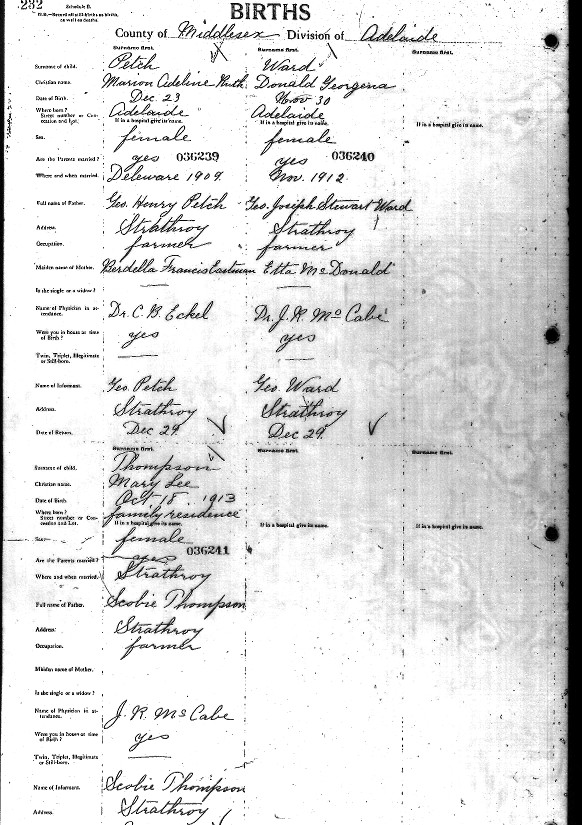 232
Schedule B.
N.B.—Record all still-births as births, as well as deaths.
BIRTHS
County of Middlesex Division of Adelaide
Surname first. Surname first. Surname first.
Surname of child. Petch Ward
Christian name. Marion Adeline Ruth Donald Georgena
Date of Birth. Dec. 23 Nov 30
Where born? Street number or Concession and Lot. Adelaide Adelaide
If in a hospital give its name. If in a hospital give its name. If in a hospital give its name.
Sex. female female
Are the Parents married? yes 036239 yes 036240
Where and when married. Deleware 1909. Nov. 1912.
Full name of Father. Geo. Henry Petch Geo. Joseph Stewart Ward
Address. Strathroy Strathroy
Occupation. farmer farmer
Maiden name of Mother. Berdella Francis Eastman Etta McDonald
Is she single or a widow? — —
Name of Physician in attendance. Dr. C. B. Eckel Dr. J. R. McCabe
Were you in house at time of Birth? yes yes
Twin, Triplet, Illegitimate or Still-born. — —
Name of Informant. Geo. Petch Geo. Ward
Address. Strathroy Strathroy
Date of Return. Dec 29 Dec 29
Surname first. Surname first. Surname first.
Surname of child. Thompson
Christian name. Mary Lee
Date of Birth Oct 18. 1913
Where born? Street number or Concession and Lot. family residence
If in a hospital give its name. If in a hospital give its name. If in a hospital give its name.
Sex. female
Are the Parents married? yes 036241
Where and when married. Strathroy
Full name of Father. Scobie Thompson
Address. Strathroy
Occupation. farmer
Maiden name of Mother.
Is she single or a widow?
Name of Physician in attendance. J. R. McCabe
Were you in house at time of Birth? yes
Twin, Triplet, Illegitimate or Still-born. —
Name of Informant. Scobie Thompson
Address. Strathroy